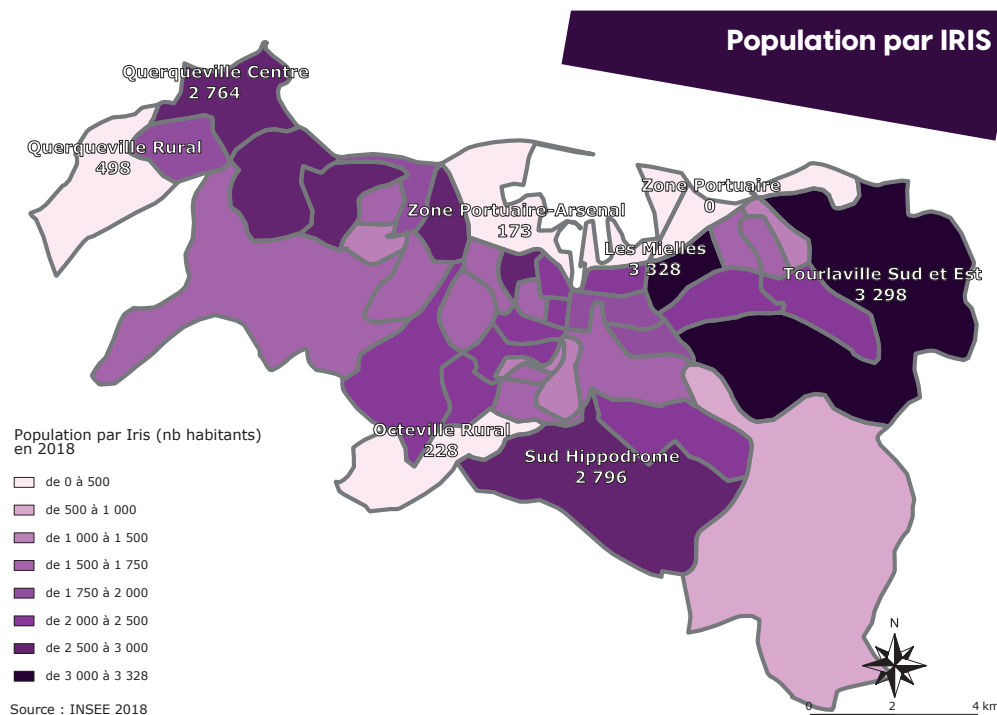 Population par IRIS
Querqueville Centre
2 764
Querqueville Rural
498
Zone Portuaire
0
Zone Portuaire-Arsenal
173
Les Mielles
3 328
Tourlaville Sud et Est
3 298
Octeville Rural
228
Sud Hippodrome
2 796
Population par Iris (nb habitants)
en 2018
de 0 à 500
de 500 à 1 000
de 1 000 à 1 500
de 1 500 à 1 750
de 1 750 à 2 000
de 2 000 à 2 500
de 2 500 à 3 000
de 3 000 à 3 328
Source : INSEE 2018
N
0 2 4 km